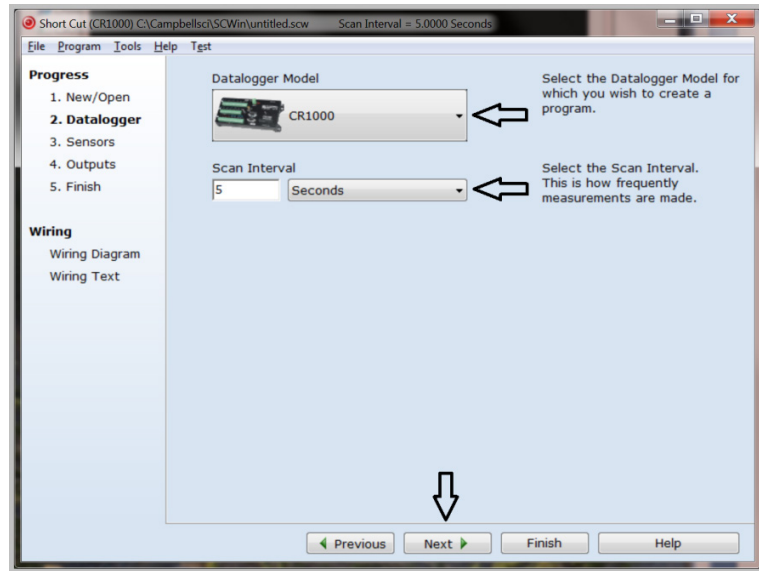 Short Cut (CR1000) C:\Campbellsci\SCWin\untitled.scw Scan Interval = 5.0000 Seconds
File Program Tools Help Test
Progress
1. New/Open
2. Datalogger
3. Sensors
4. Outputs
5. Finish
Wiring
Wiring Diagram
Wiring Text
Datalogger Model
CR1000
Select the Datalogger Model for
which you wish to create a
program.
Scan Interval
5 Seconds
Select the Scan Interval.
This is how frequently
measurements are made.
Previous Next Finish Help